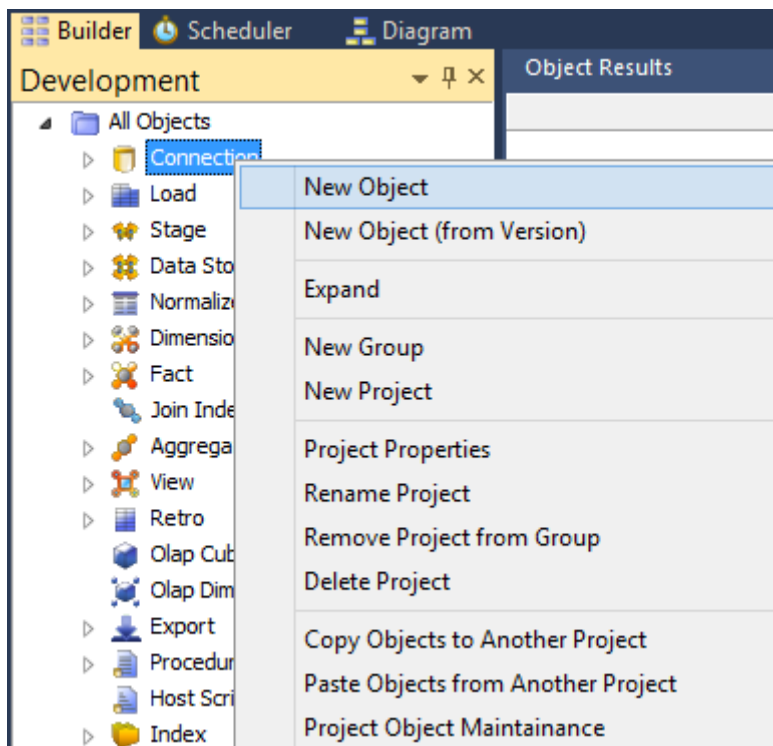 Builder Scheduler Diagram
Development
Object Results
All Objects
Connection
Load
Stage
Data Sto
Normaliz
Dimensio
Fact
Join Inde
Aggrega
View
Retro
Olap Cub
Olap Dim
Export
Procedur
Host Scri
Index
New Object
New Object (from Version)
Expand
New Group
New Project
Project Properties
Rename Project
Remove Project from Group
Delete Project
Copy Objects to Another Project
Paste Objects from Another Project
Project Object Maintainance